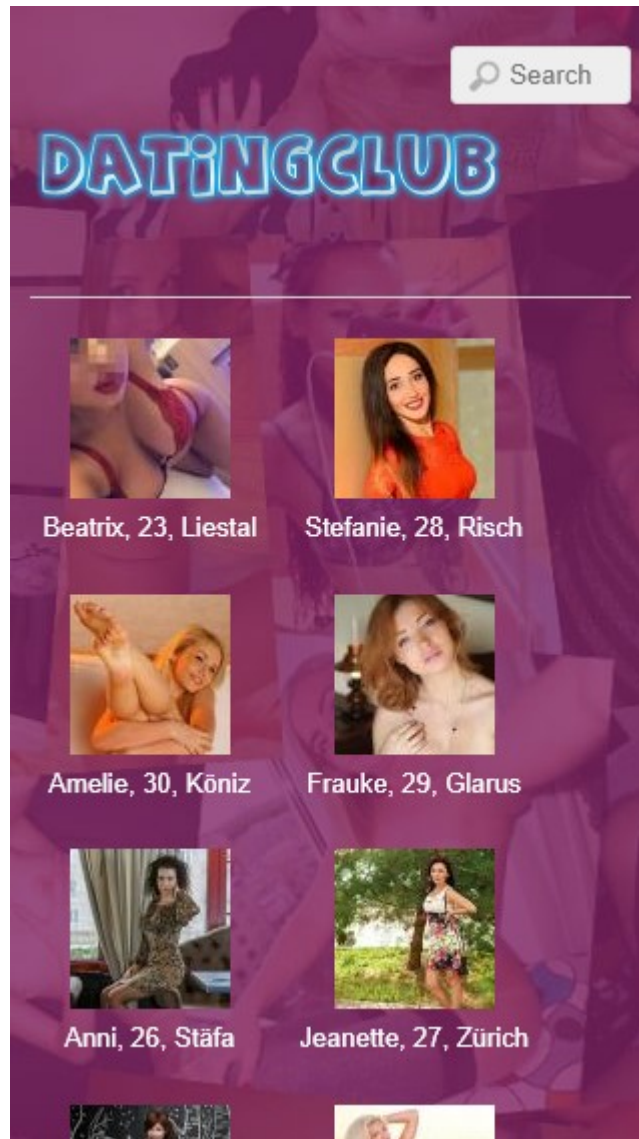 Search
DATiNGCLUB
Beatrix, 23, Liestal
Stefanie, 28, Risch
Amelie, 30, Köniz
Frauke, 29, Glarus
Anni, 26, Stäfa
Jeanette, 27, Zürich